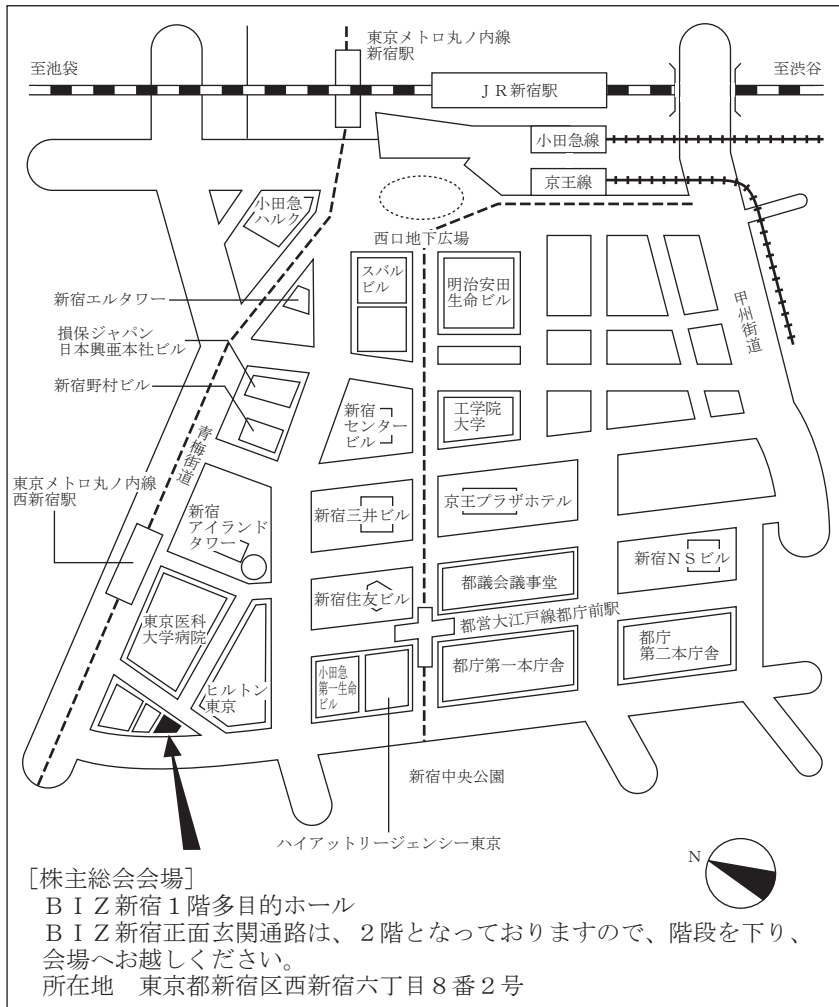 東京メトロ丸ノ内線
新宿駅
至池袋
至渋谷
ＪＲ新宿駅
小田急線
京王線
小田急
ハルク
西口地下広場
スバル
ビル
明治安田
生命ビル
新宿エルタワー
甲州街道
損保ジャパン
日本興亜本社ビル
新宿野村ビル
新宿
センター
ビル
工学院
大学
青梅街道
東京メトロ丸ノ内線
西新宿駅
新宿
アイランド
タワー
新宿三井ビル
京王プラザホテル
新宿ＮＳビル
新宿住友ビル
都議会議事堂
東京医科
大学病院
都営大江戸線都庁前駅
都庁
第二本庁舎
小田急
第一生命
ビル
都庁第一本庁舎
ヒルトン
東京
新宿中央公園
ハイアットリージェンシー東京
N
［株主総会会場］
ＢＩＺ新宿１階多目的ホール
ＢＩＺ新宿正面玄関通路は、２階となっておりますので、階段を下り、
会場へお越しください。
所在地　東京都新宿区西新宿六丁目８番２号